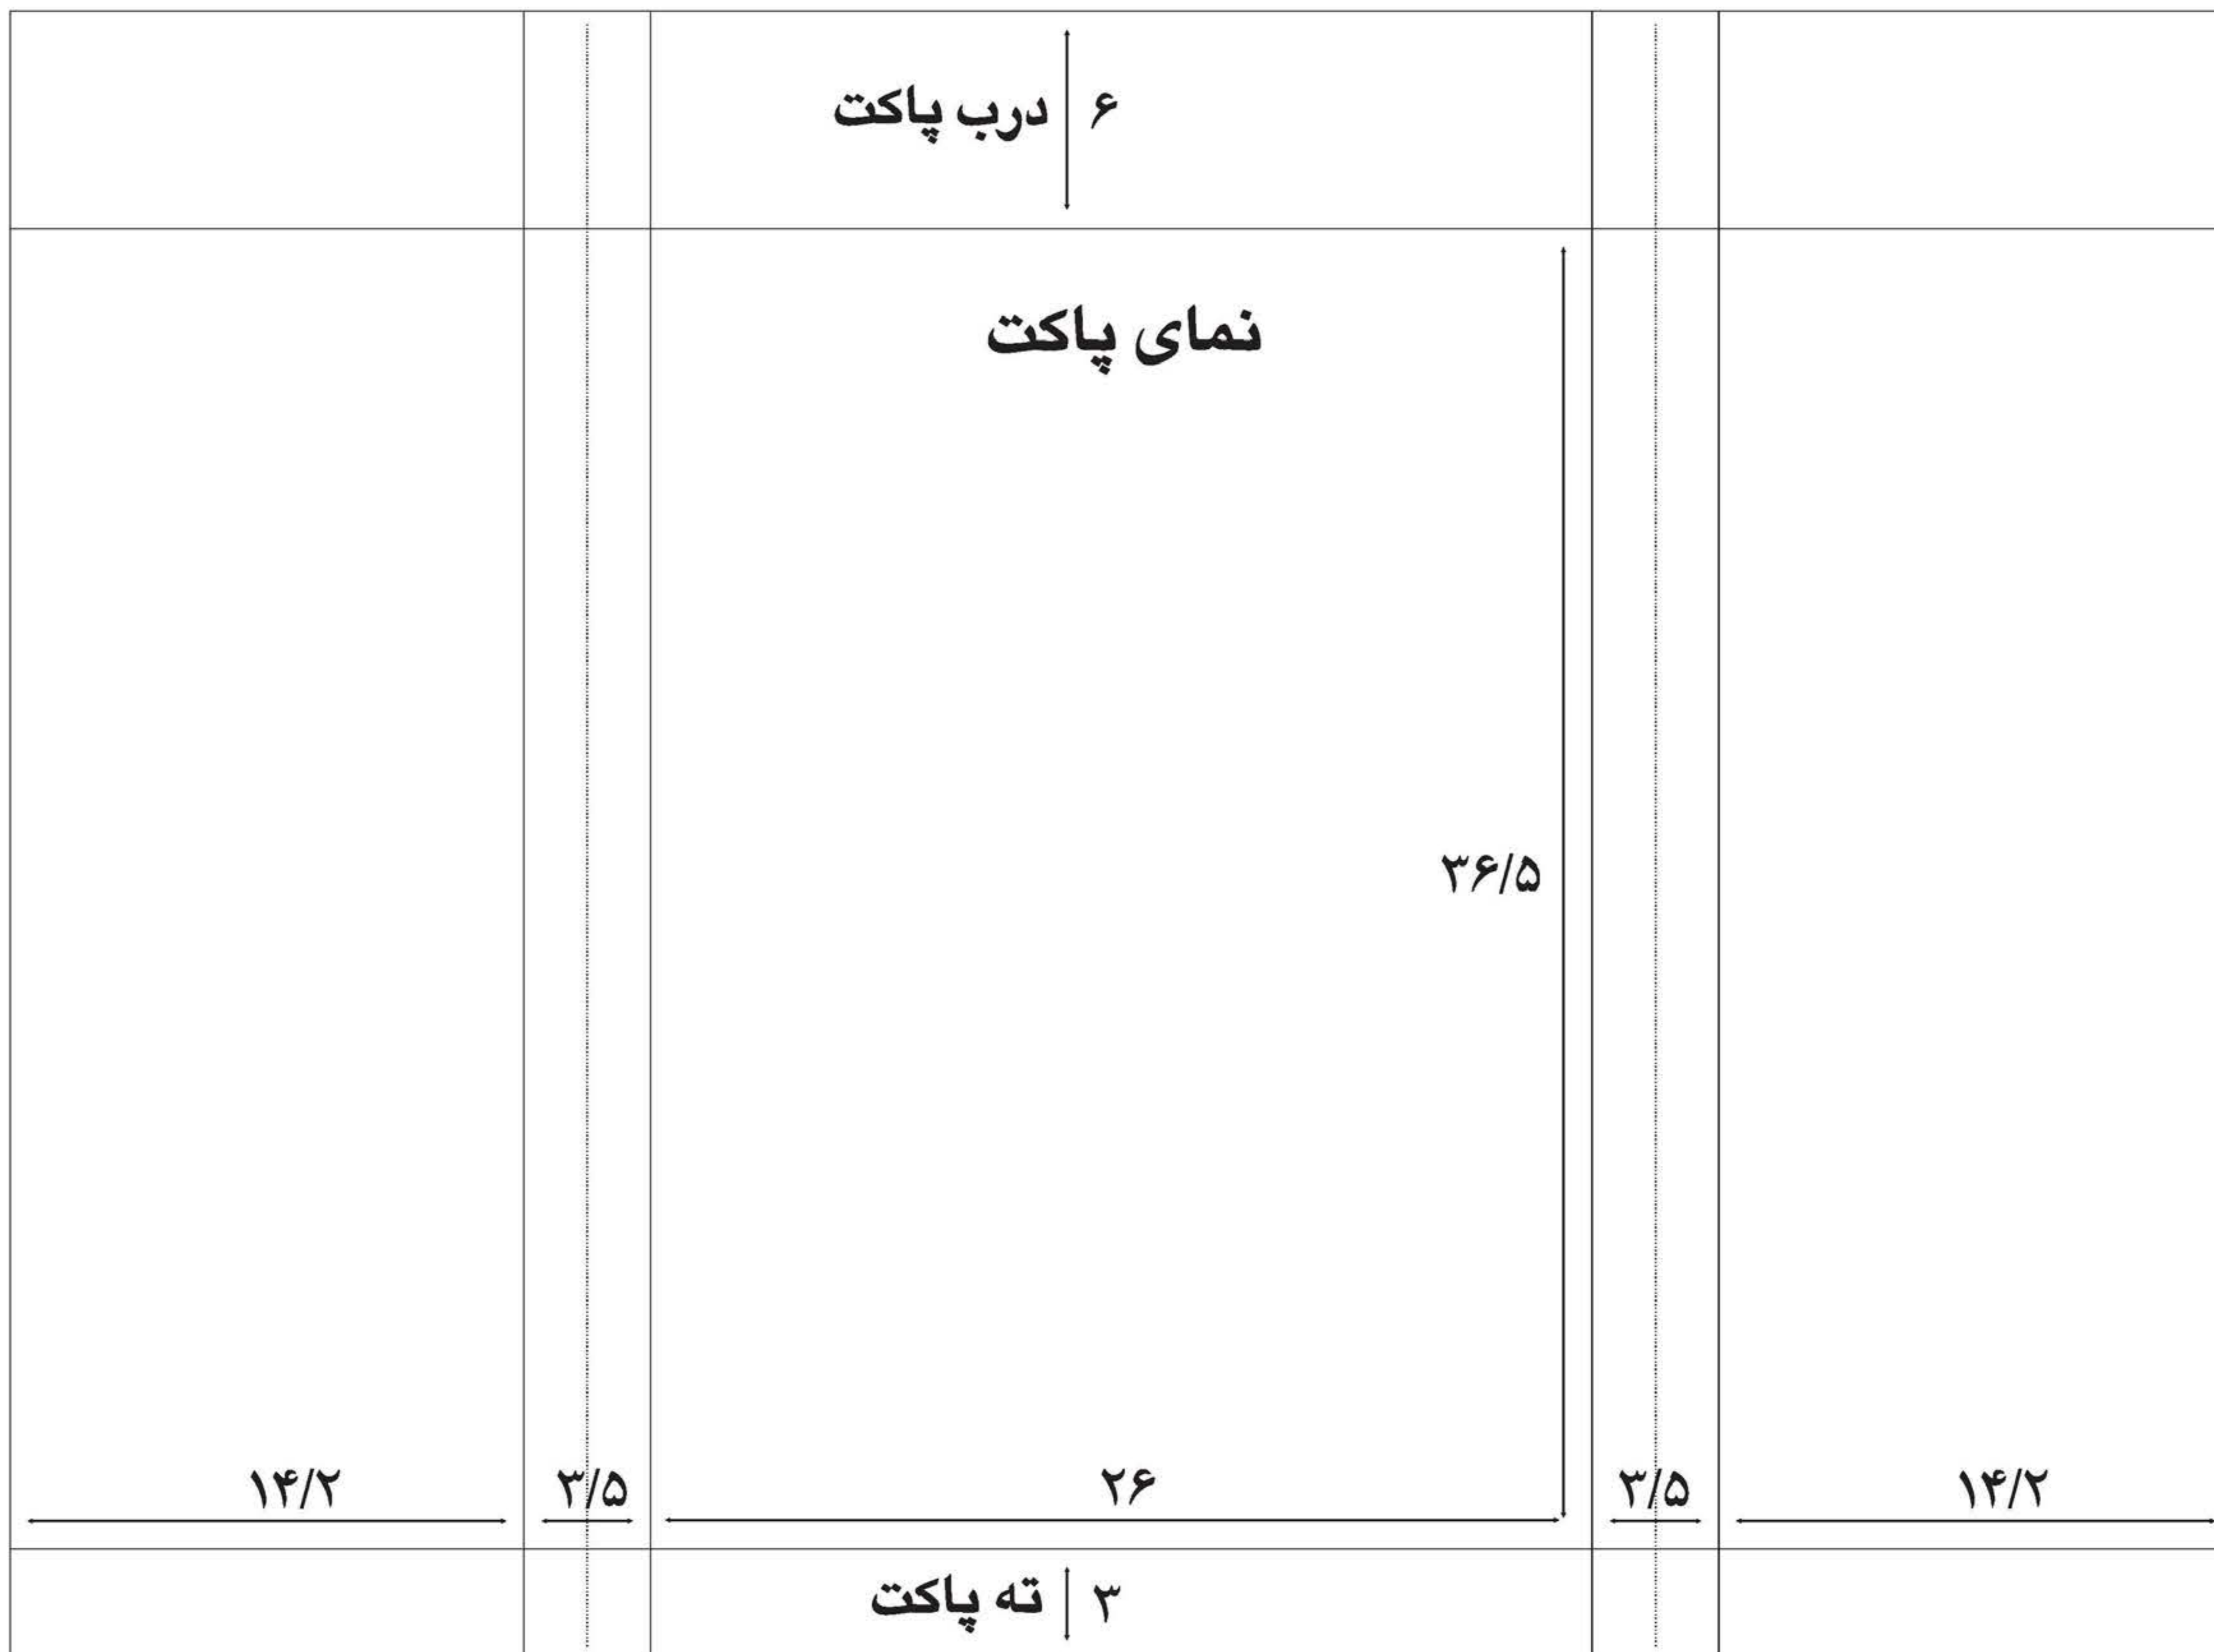 ۶ درب پاکت
نمای پاکت
۳۶/۵
۱۴/۲
۳/۵
۲۶
۳/۵
۱۴/۲
۳ ته پاکت